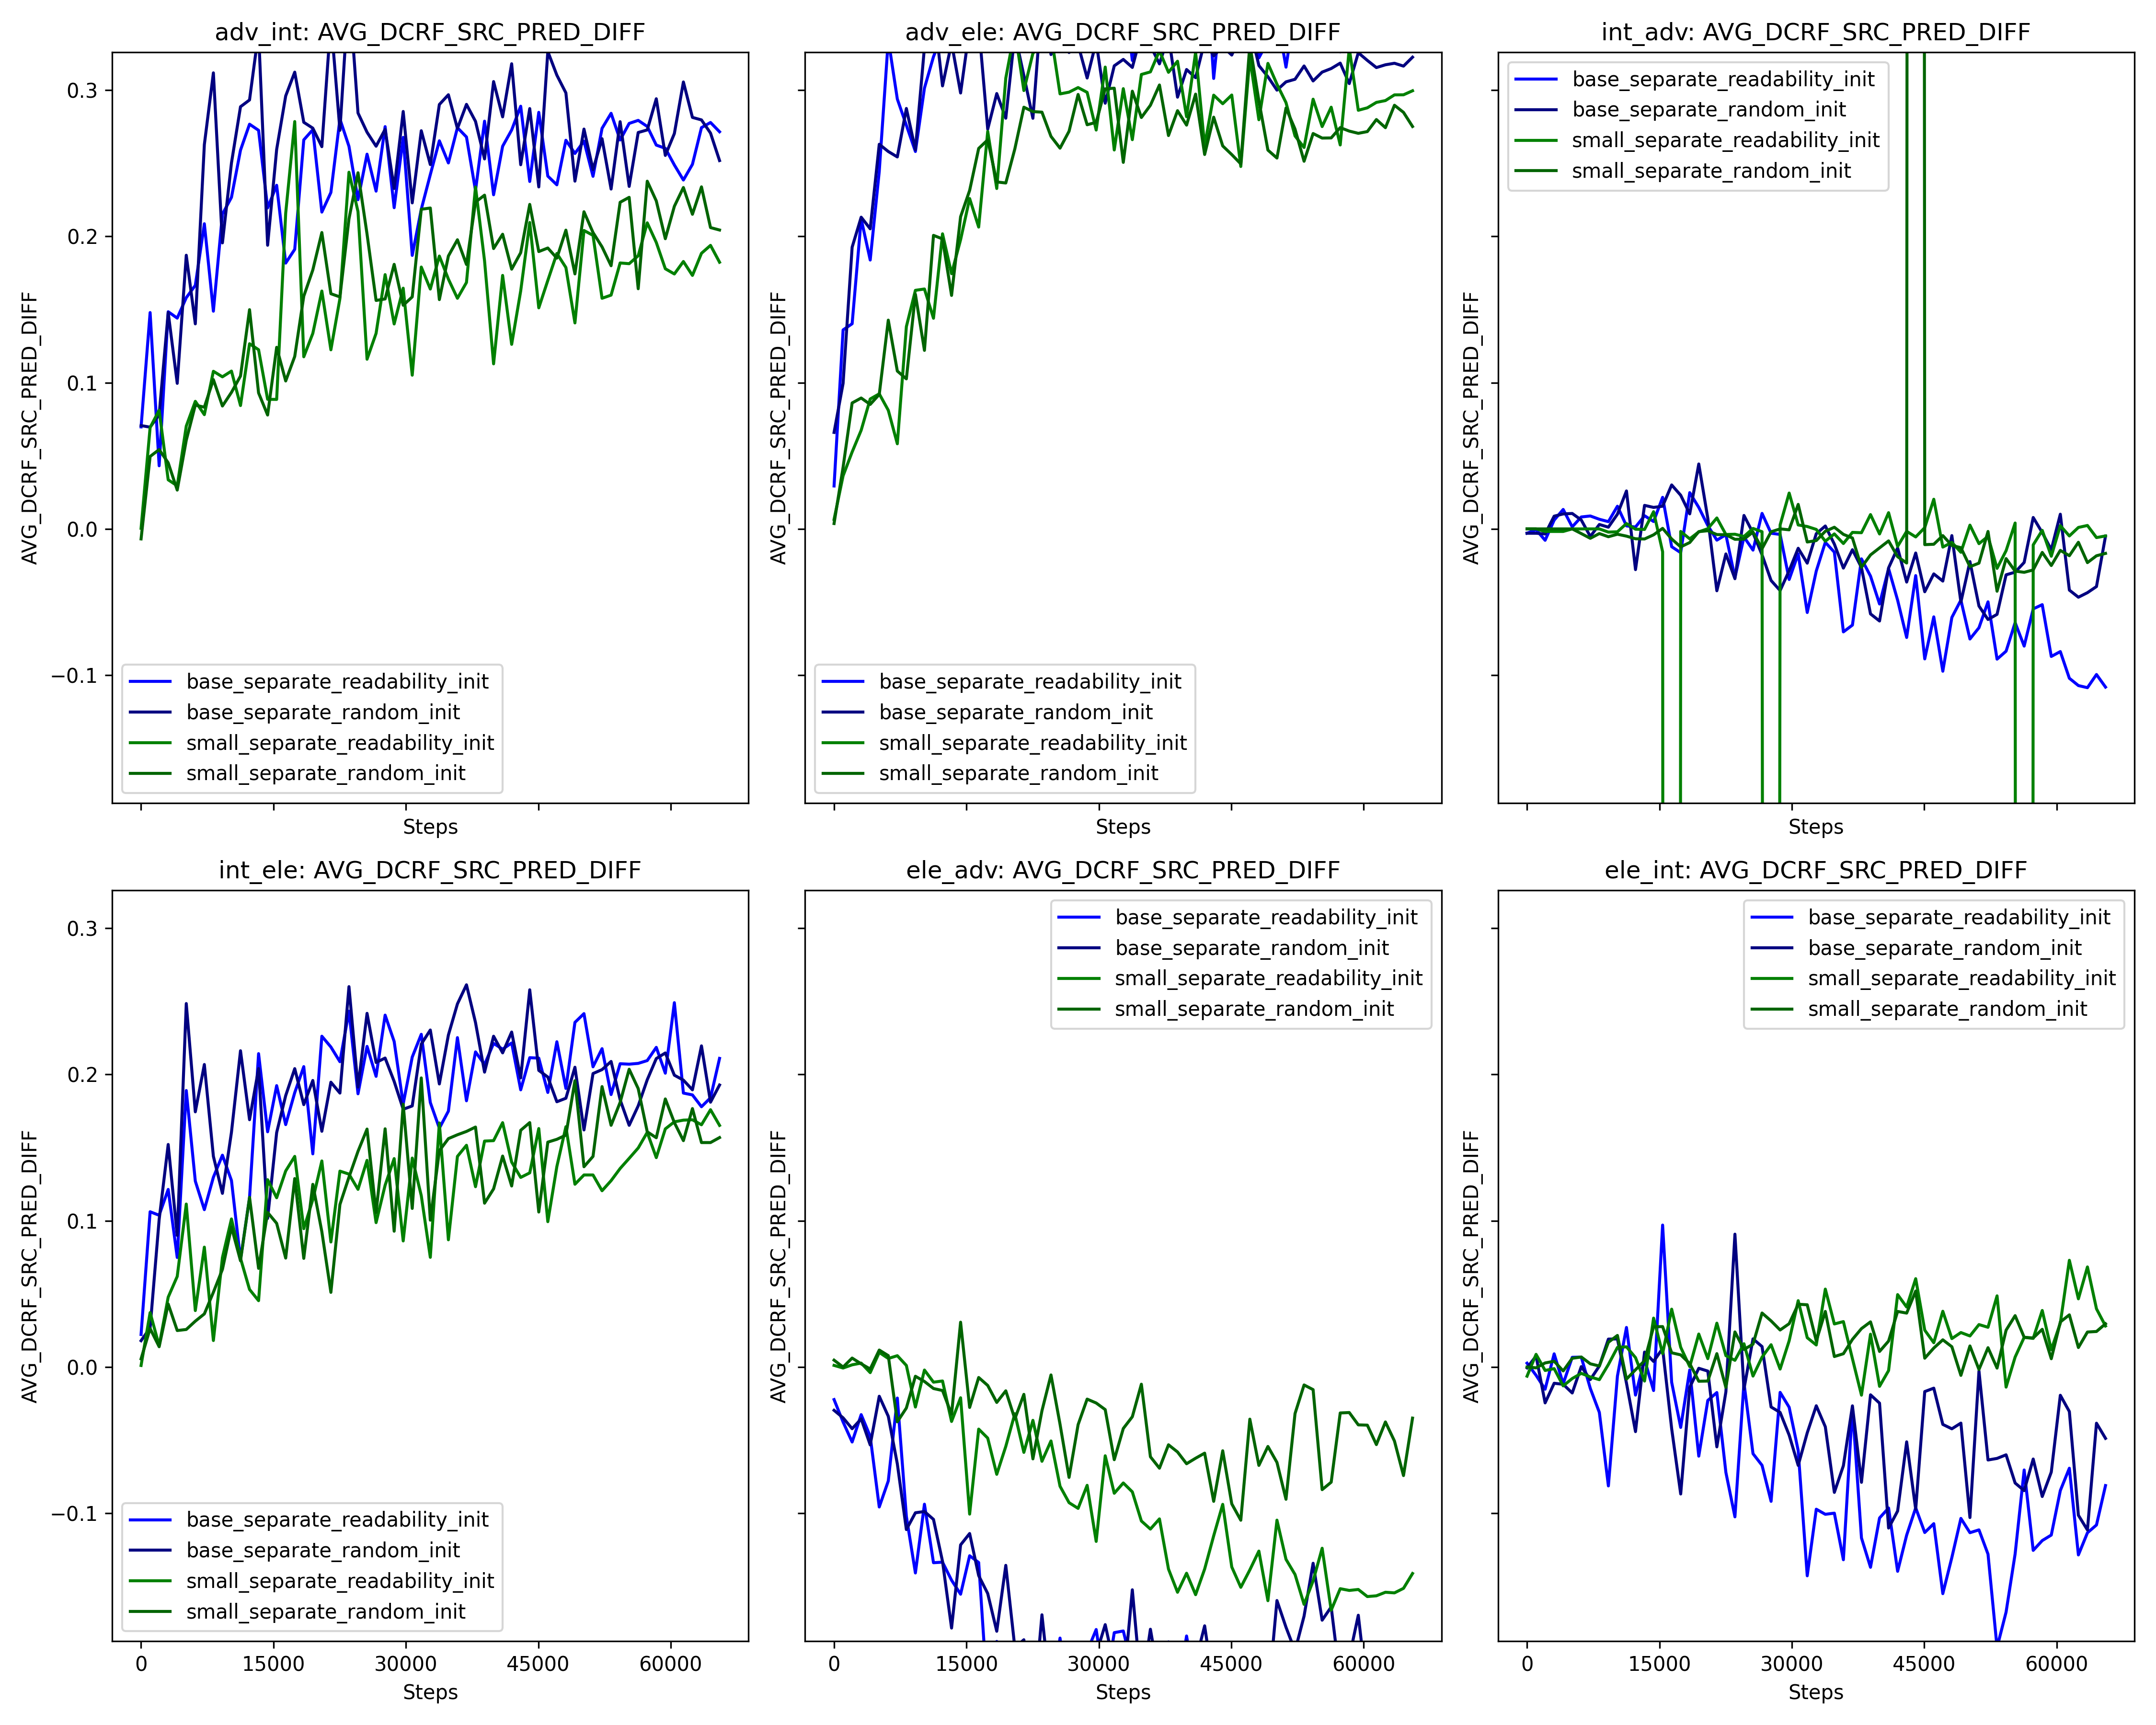 adv_int: AVG_DCRF_SRC_PRED_DIFF
AVG_DCRF_SRC_PRED_DIFF
0.3
0.2
0.1
0.0
−0.1
base_separate_readability_init
base_separate_random_init
small_separate_readability_init
small_separate_random_init
Steps
adv_ele: AVG_DCRF_SRC_PRED_DIFF
AVG_DCRF_SRC_PRED_DIFF
base_separate_readability_init
base_separate_random_init
small_separate_readability_init
small_separate_random_init
Steps
int_adv: AVG_DCRF_SRC_PRED_DIFF
AVG_DCRF_SRC_PRED_DIFF
base_separate_readability_init
base_separate_random_init
small_separate_readability_init
small_separate_random_init
Steps
int_ele: AVG_DCRF_SRC_PRED_DIFF
AVG_DCRF_SRC_PRED_DIFF
0.3
0.2
0.1
0.0
−0.1
base_separate_readability_init
base_separate_random_init
small_separate_readability_init
small_separate_random_init
0 15000 30000 45000 60000
Steps
ele_adv: AVG_DCRF_SRC_PRED_DIFF
AVG_DCRF_SRC_PRED_DIFF
base_separate_readability_init
base_separate_random_init
small_separate_readability_init
small_separate_random_init
0 15000 30000 45000 60000
Steps
ele_int: AVG_DCRF_SRC_PRED_DIFF
AVG_DCRF_SRC_PRED_DIFF
base_separate_readability_init
base_separate_random_init
small_separate_readability_init
small_separate_random_init
0 15000 30000 45000 60000
Steps